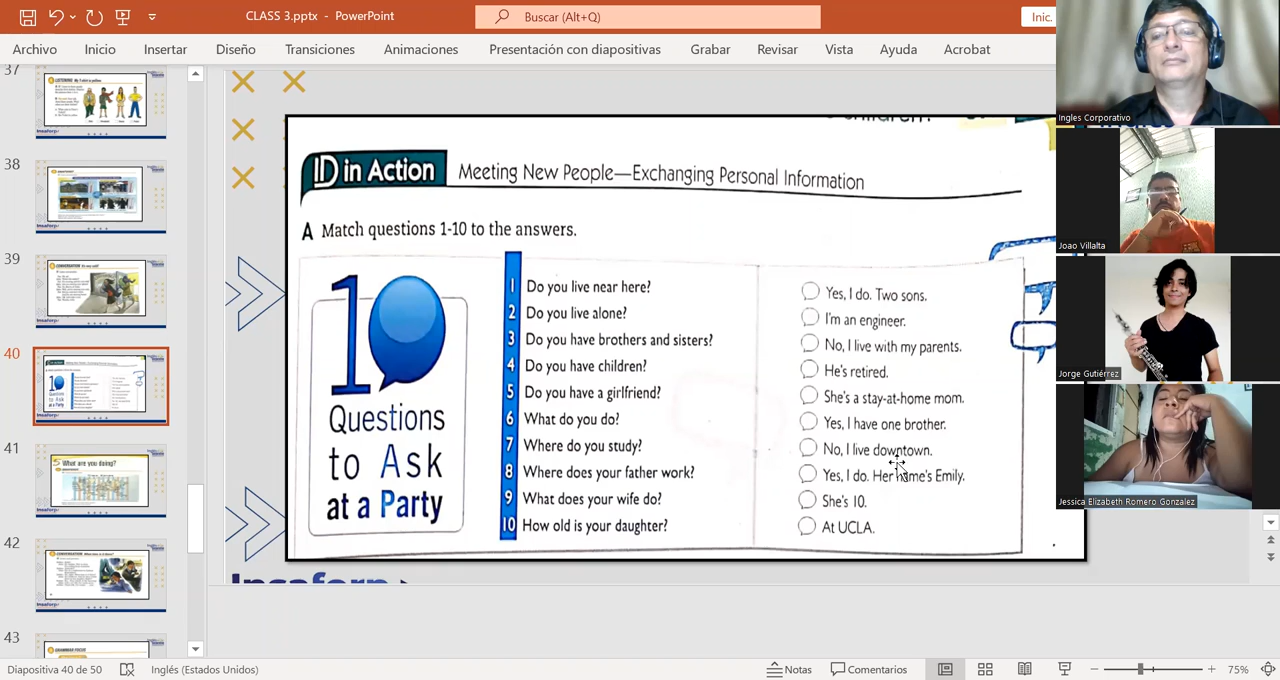 CLASS 3.pptx - PowerPoint
Buscar (Alt+Q)
Inic.
Archivo Inicio Insertar Diseño Transiciones Animaciones Presentación con diapositivas Grabar Revisar Vista Ayuda Acrobat
37
38
39
40
41
What are you doing?
42
43
ID in Action Meeting New People—Exchanging Personal Information
A Match questions 1-10 to the answers.
10
Questions
to Ask
at a Party
1 Do you live near here?
2 Do you live alone?
3 Do you have brothers and sisters?
4 Do you have children?
5 Do you have a girlfriend?
6 What do you do?
7 Where do you study?
8 Where does your father work?
9 What does your wife do?
10 How old is your daughter?
Yes, I do. Two sons.
I'm an engineer.
No, I live with my parents.
He's retired.
She's a stay-at-home mom.
Yes, I have one brother.
No, I live downtown.
Yes, I do. Her name's Emily.
She's 10.
At UCLA.
Ingles Corporativo
Joao Villalta
Jorge Gutiérrez
Jessica Elizabeth Romero Gonzalez
Diapositiva 40 de 50 Inglés (Estados Unidos) Notas Comentarios 75%